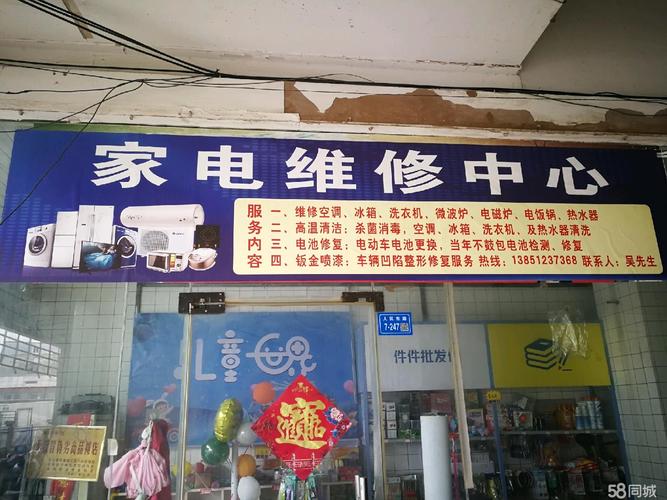 家电维修中心
服 一、维修空调、冰箱、洗衣机、微波炉、电磁炉、电饭锅、热水器
务 二、高温清洁：杀菌消毒，空调、冰箱、洗衣机、及热水器清洗
内 三、电池修复：电动车电池更换，当年不鼓包电池检测、修复
容 四、钣金喷漆：车辆凹陷整形修复服务 热线：13851237368 联系人：吴先生
7-247
儿童世界
件件批发
58同城